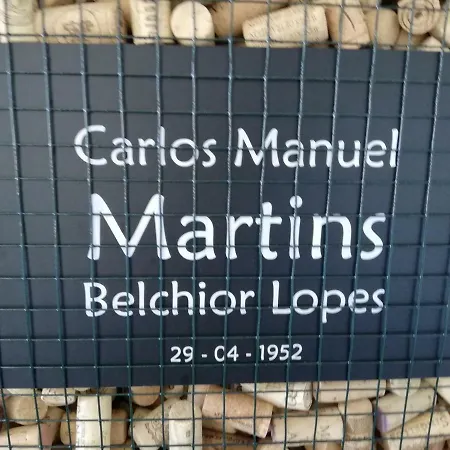 Carlos Manuel
Martins
Belchior Lopes
29 - 04 - 1952